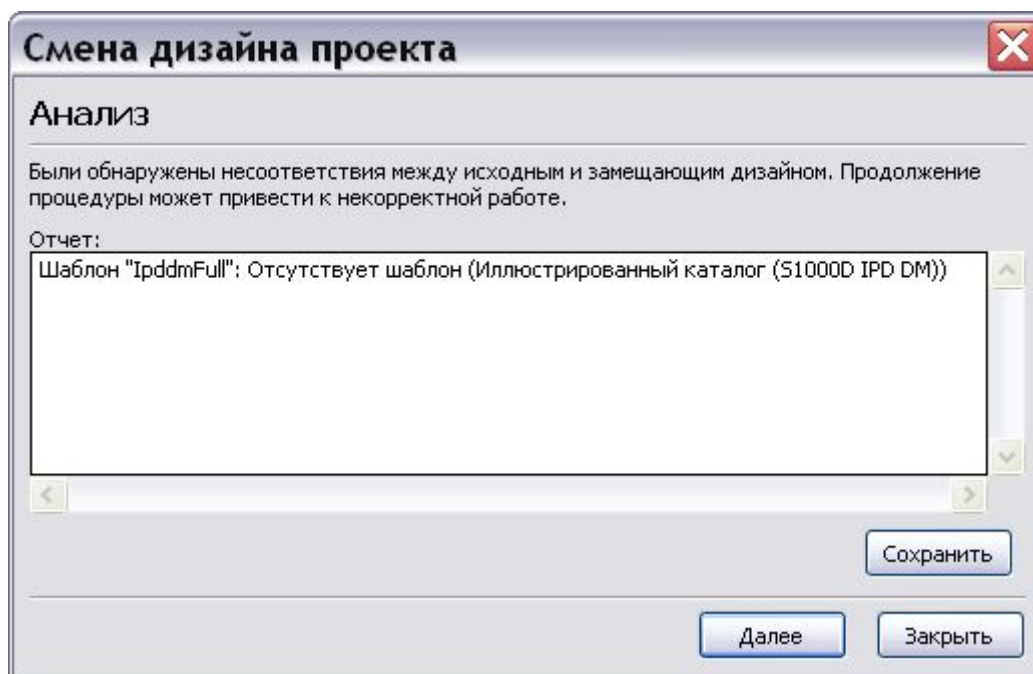 Смена дизайна проекта
Анализ
Были обнаружены несоответствия между исходным и замещающим дизайном. Продолжение
процедуры может привести к некорректной работе.
Отчет:
Шаблон "IpddmFull": Отсутствует шаблон (Иллюстрированный каталог (S1000D IPD DM))
Сохранить
Далее
Закрыть